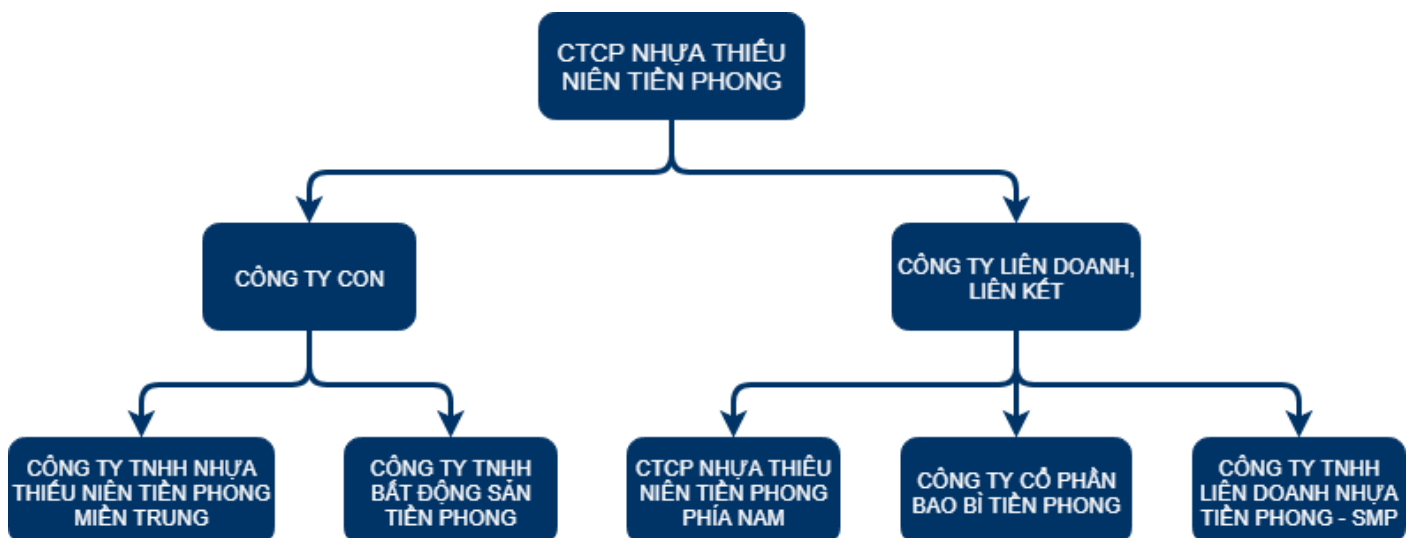 CTCP NHỰA THIẾU
NIÊN TIỀN PHONG
CÔNG TY CON
CÔNG TY LIÊN DOANH,
LIÊN KẾT
CÔNG TY TNHH NHỰA
THIẾU NIÊN TIỀN PHONG
MIỀN TRUNG
CÔNG TY TNHH
BẤT ĐỘNG SẢN
TIỀN PHONG
CTCP NHỰA THIÊU
NIÊN TIỀN PHONG
PHÍA NAM
CÔNG TY CỔ PHẦN
BAO BÌ TIỀN PHONG
CÔNG TY TNHH
LIÊN DOANH NHỰA
TIỀN PHONG - SMP